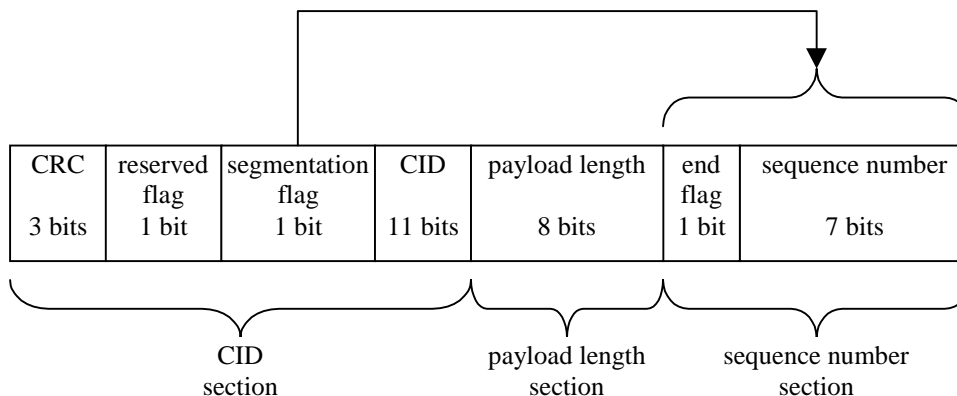 CRC
3 bits
reserved
flag
1 bit
segmentation
flag
1 bit
CID
11 bits
payload length
8 bits
end
flag
1 bit
sequence number
7 bits
CID
section
payload length
section
sequence number
section